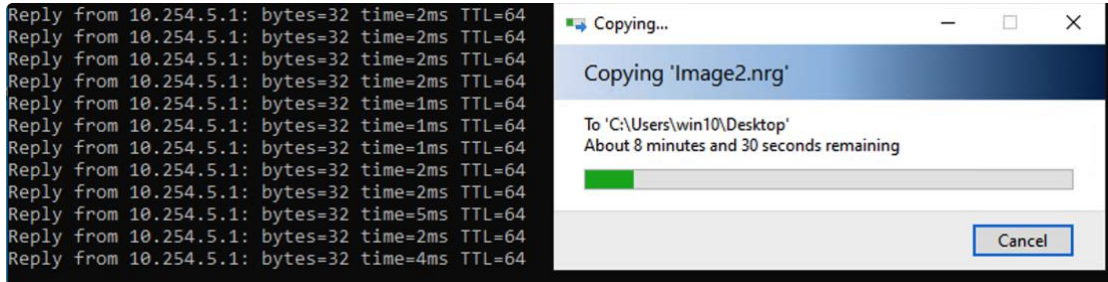 Reply from 10.254.5.1: bytes=32 time=2ms TTL=64
Reply from 10.254.5.1: bytes=32 time=2ms TTL=64
Reply from 10.254.5.1: bytes=32 time=2ms TTL=64
Reply from 10.254.5.1: bytes=32 time=2ms TTL=64
Reply from 10.254.5.1: bytes=32 time=1ms TTL=64
Reply from 10.254.5.1: bytes=32 time=1ms TTL=64
Reply from 10.254.5.1: bytes=32 time=1ms TTL=64
Reply from 10.254.5.1: bytes=32 time=2ms TTL=64
Reply from 10.254.5.1: bytes=32 time=2ms TTL=64
Reply from 10.254.5.1: bytes=32 time=5ms TTL=64
Reply from 10.254.5.1: bytes=32 time=2ms TTL=64
Reply from 10.254.5.1: bytes=32 time=4ms TTL=64
Copying...
Copying 'Image2.nrg'
To 'C:\Users\win10\Desktop'
About 8 minutes and 30 seconds remaining
Cancel